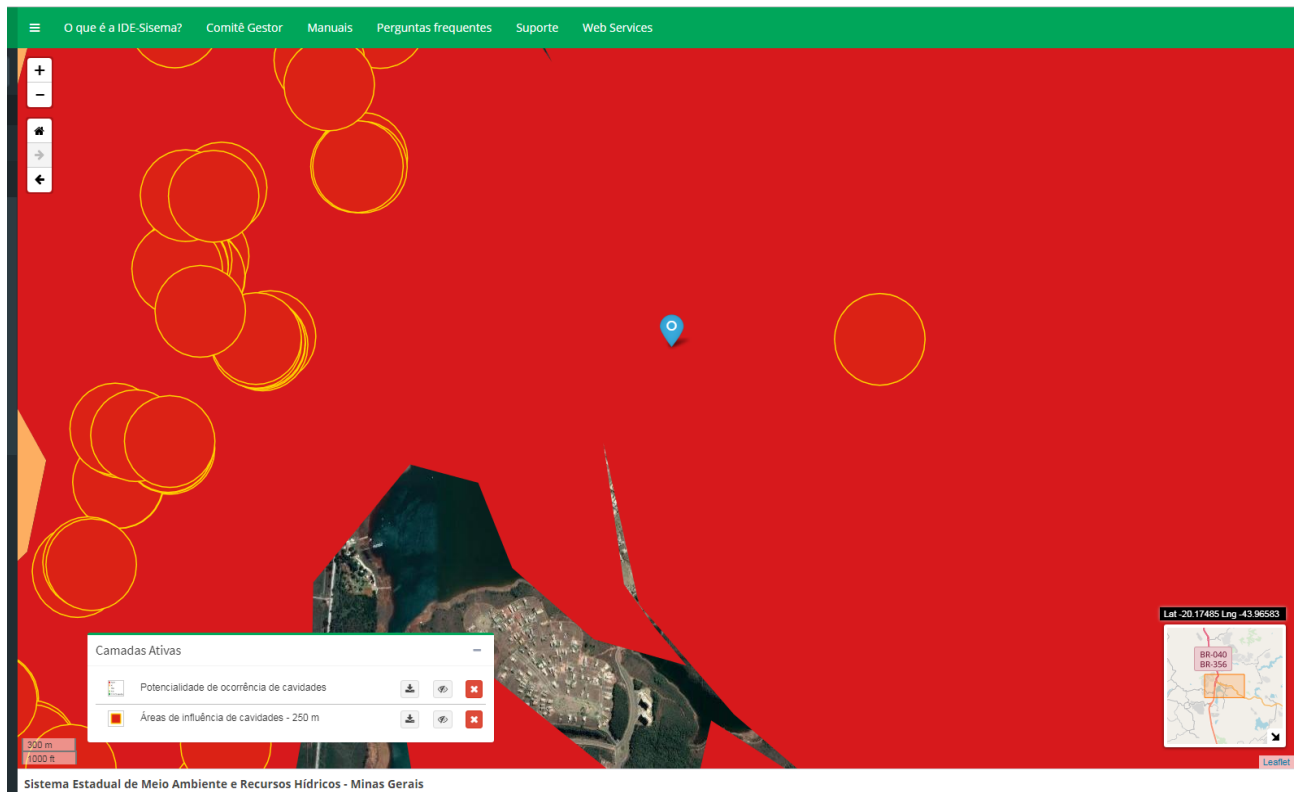 O que é a IDE-Sisema? Comitê Gestor Manuais Perguntas frequentes Suporte Web Services
+
−
Lat -20.17485 Lng -43.96583
BR-040
BR-356
Camadas Ativas
Potencialidade de ocorrência de cavidades
Áreas de influência de cavidades - 250 m
300 m
1000 ft
Leaflet
Sistema Estadual de Meio Ambiente e Recursos Hídricos - Minas Gerais